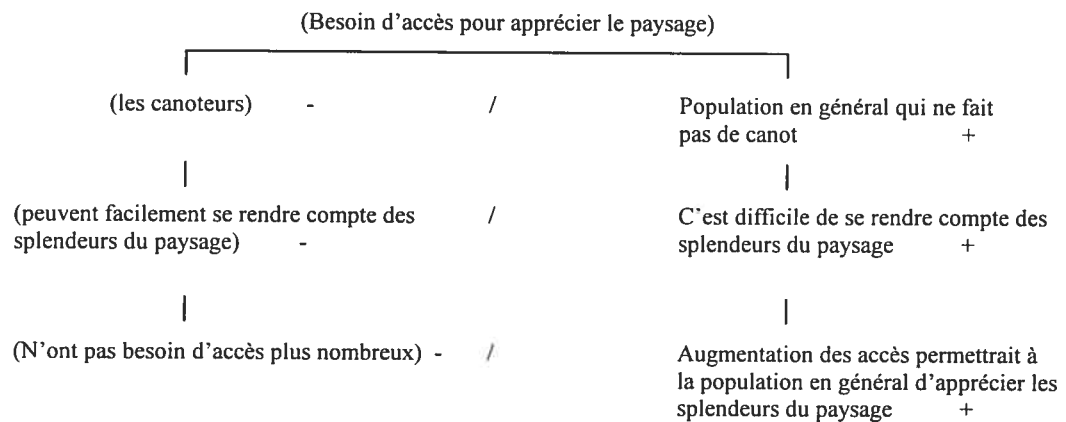 (Besoin d'accès pour apprécier le paysage)
(les canoteurs) - / Population en général qui ne fait
pas de canot +
(peuvent facilement se rendre compte des / C'est difficile de se rendre compte des
splendeurs du paysage) - splendeurs du paysage +
(N'ont pas besoin d'accès plus nombreux) - / Augmentation des accès permettrait à
la population en général d'apprécier les
splendeurs du paysage +